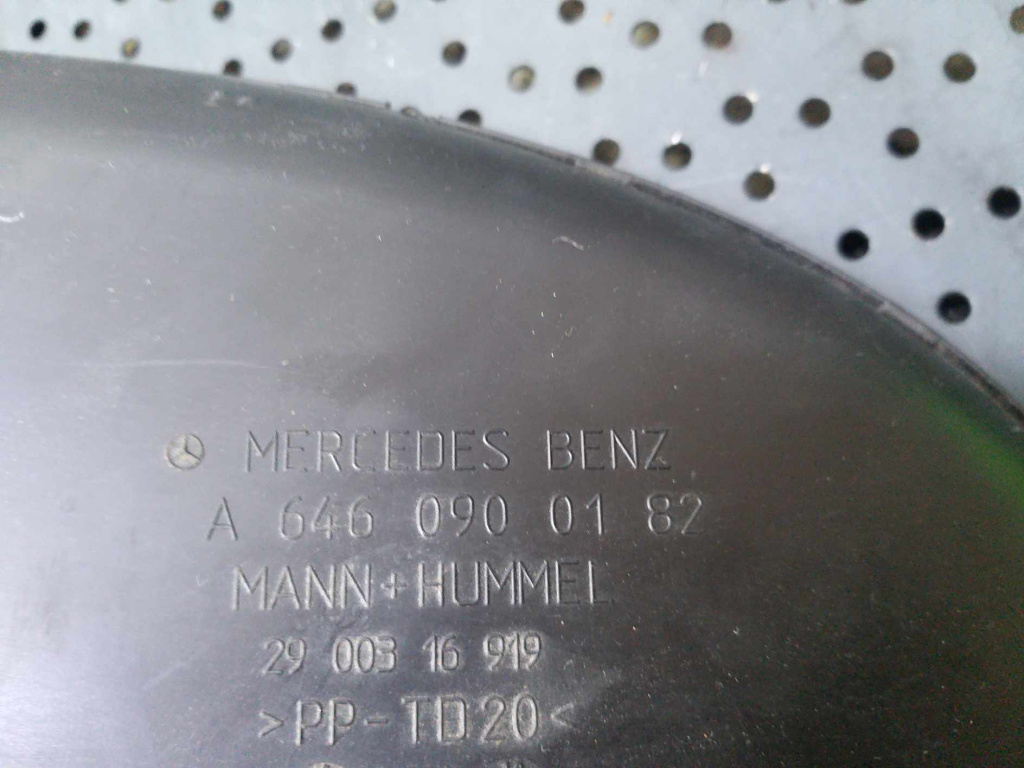 MERCEDES BENZ
A 646 090 01 82
MANN+HUMMEL
29 003 16 919
>PP-TD20<